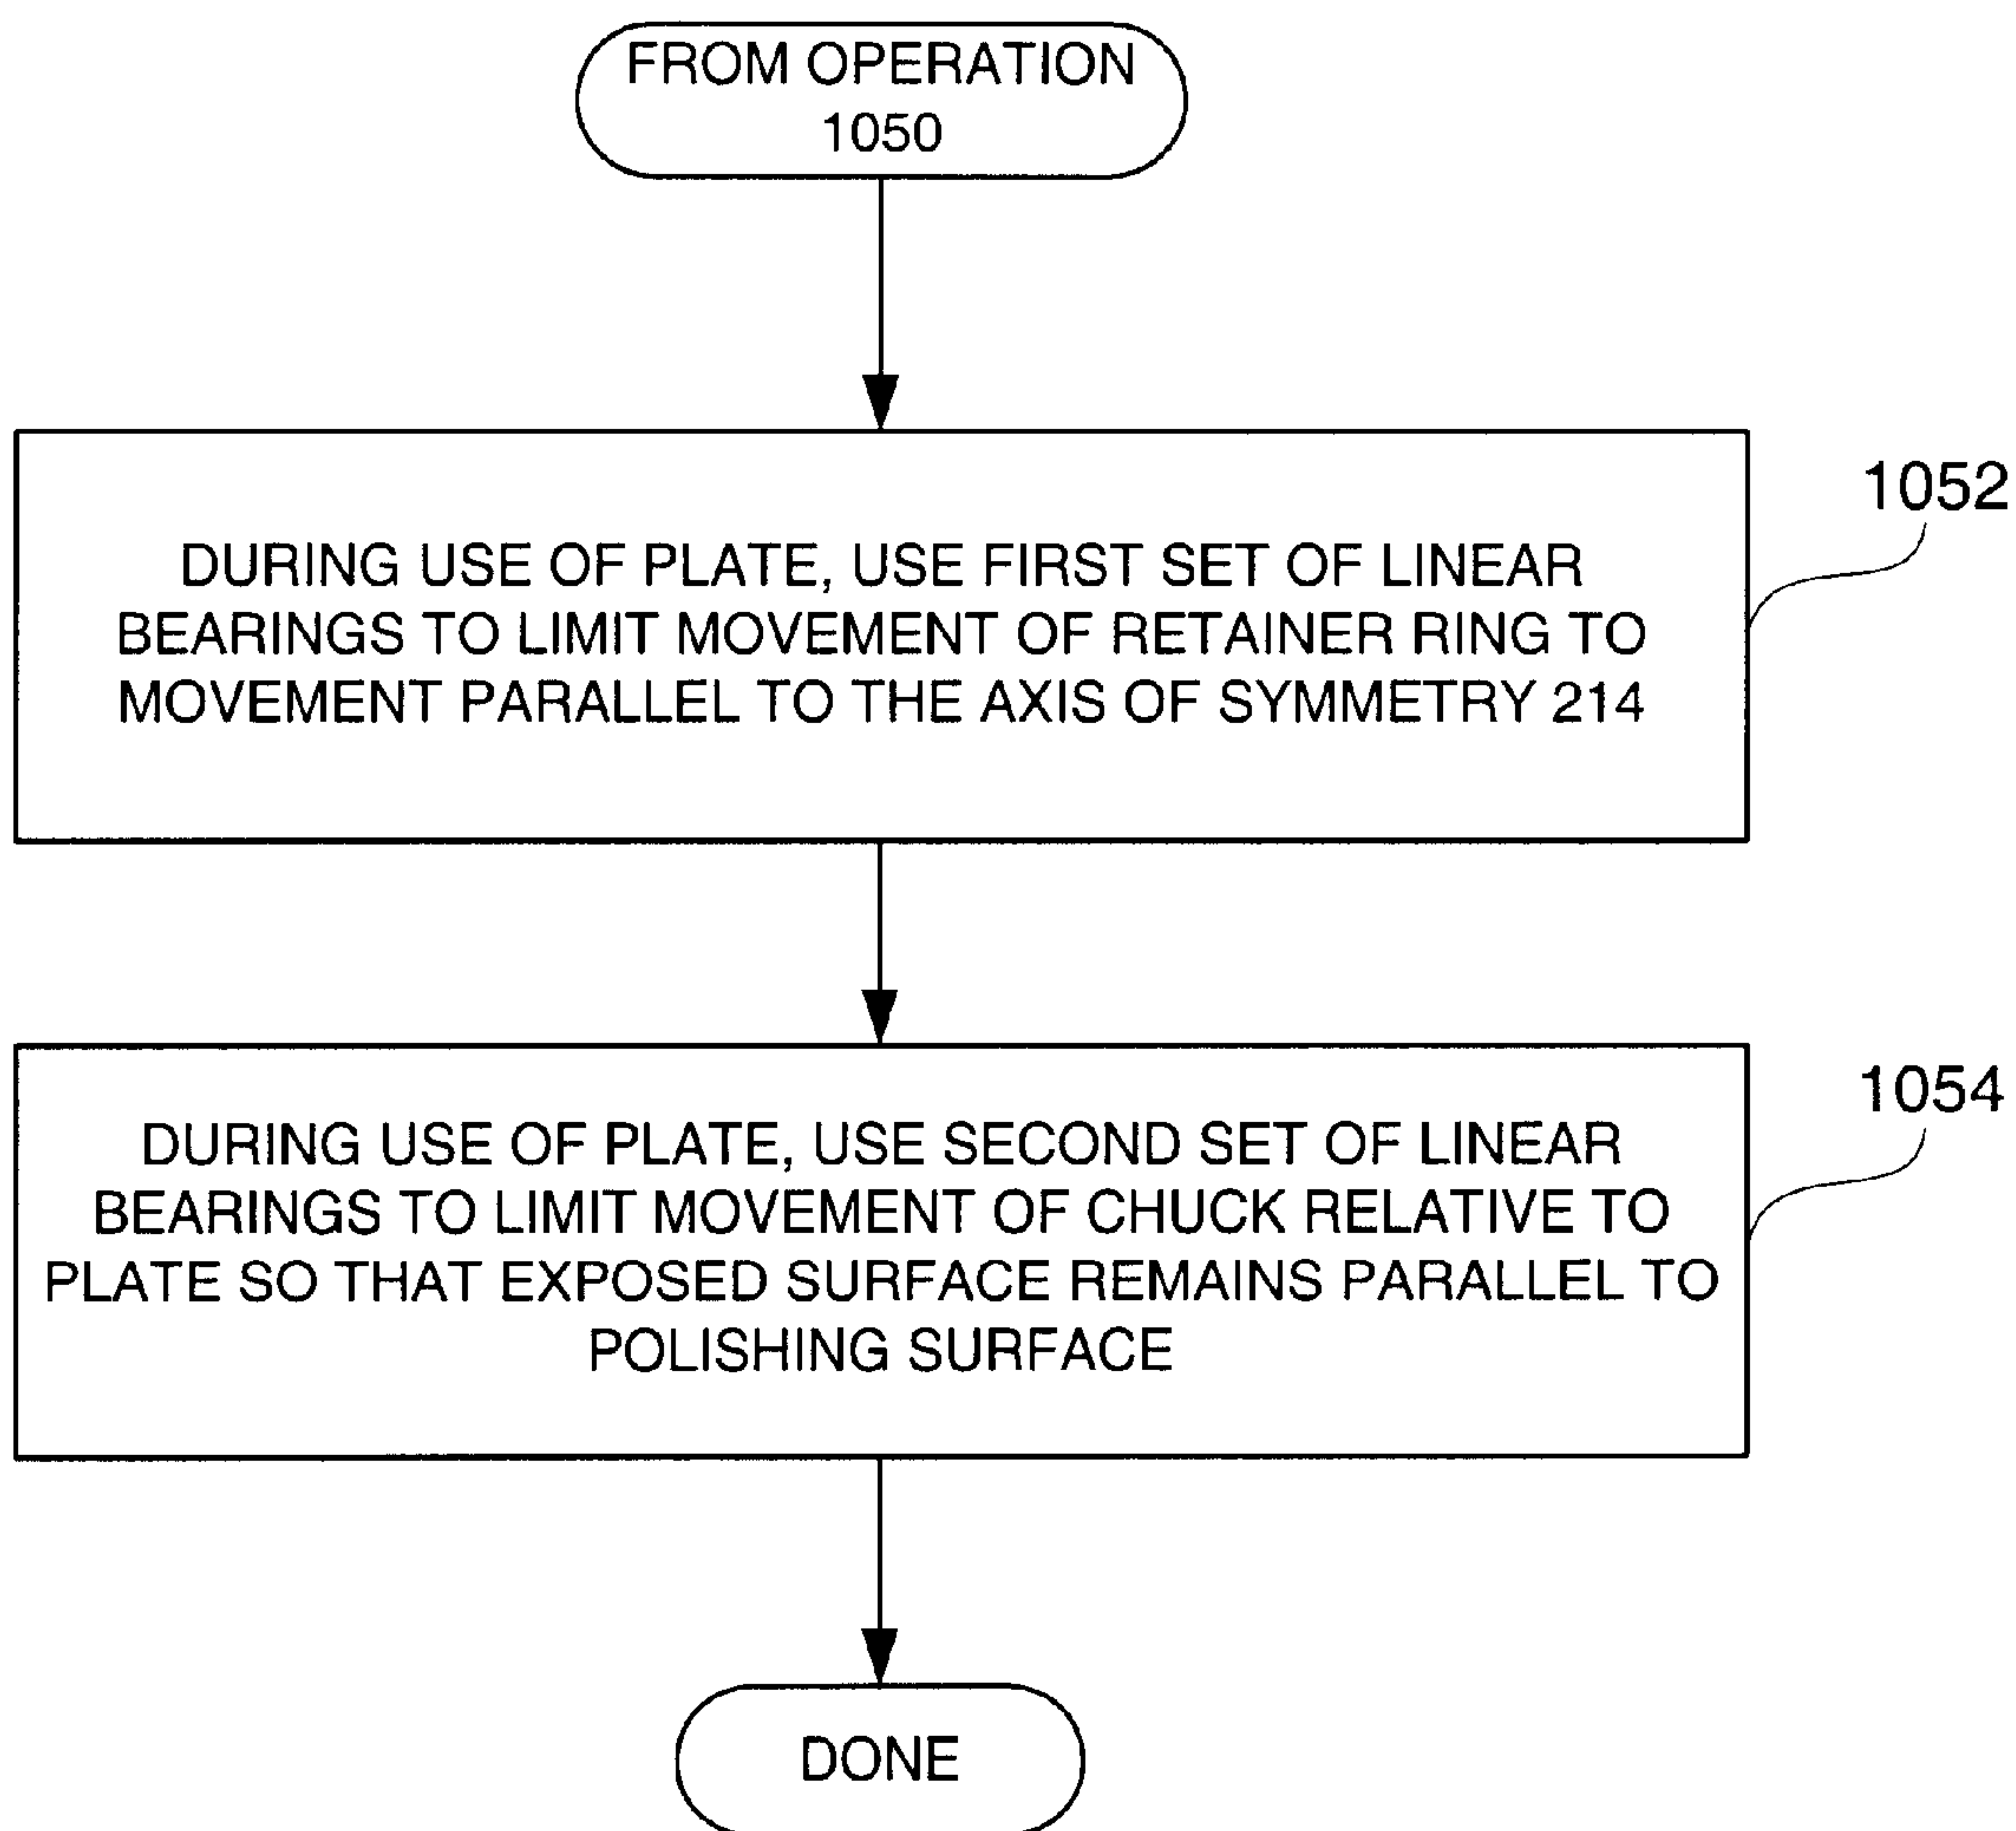 FROM OPERATION
1050
1052
DURING USE OF PLATE, USE FIRST SET OF LINEAR
BEARINGS TO LIMIT MOVEMENT OF RETAINER RING TO
MOVEMENT PARALLEL TO THE AXIS OF SYMMETRY 214
1054
DURING USE OF PLATE, USE SECOND SET OF LINEAR
BEARINGS TO LIMIT MOVEMENT OF CHUCK RELATIVE TO
PLATE SO THAT EXPOSED SURFACE REMAINS PARALLEL TO
POLISHING SURFACE
DONE